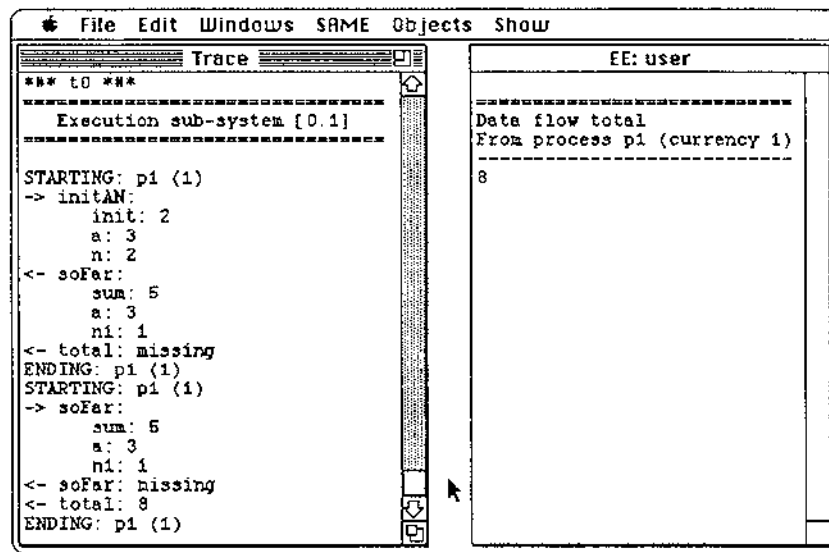 File Edit Windows SAME Objects Show
Trace
*** t0 ***
Execution sub-system [0.1]
STARTING: p1 (1)
-> initAN:
init: 2
a: 3
n: 2
<- soFar:
sum: 5
a: 3
n1: 1
<- total: missing
ENDING: p1 (1)
STARTING: p1 (1)
-> soFar:
sum: 5
a: 3
n1: 1
<- soFar: missing
<- total: 8
ENDING: p1 (1)
EE: user
Data flow total
From process p1 (currency 1)
8